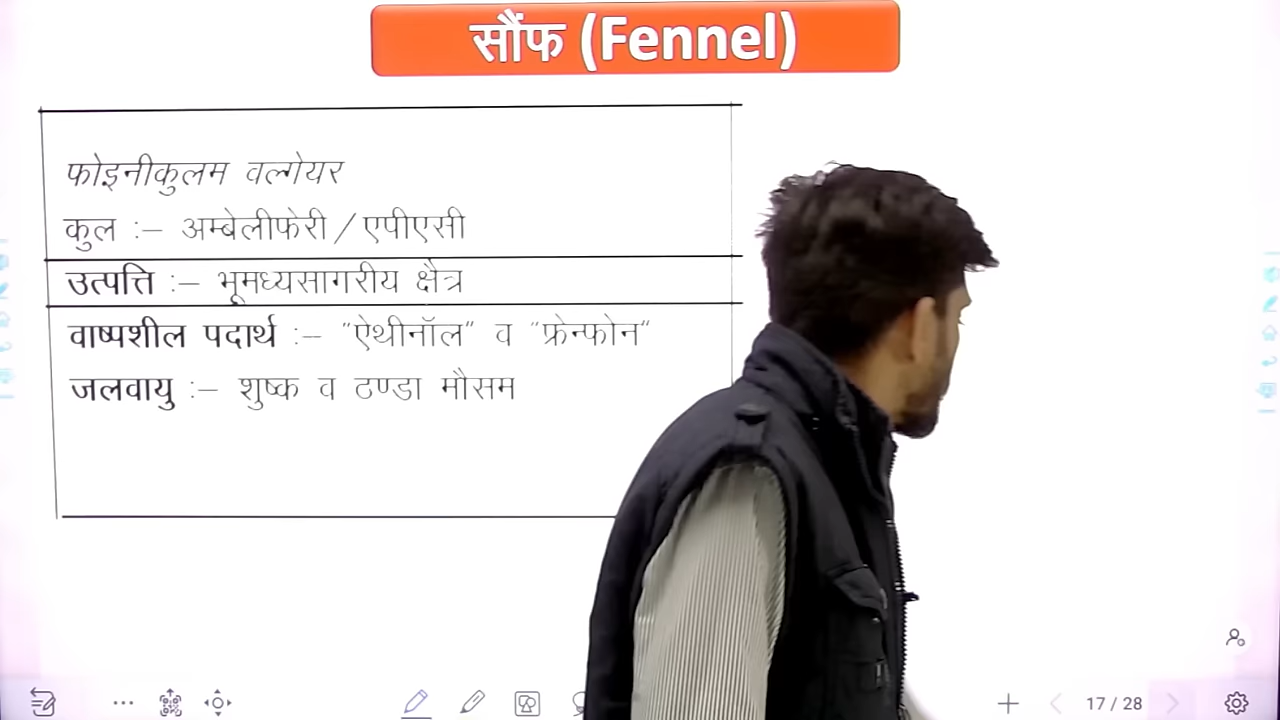 सौंफ (Fennel)
फोइनीकुलम वल्गेयर
कुल :– अम्बेलीफेरी/एपीएसी
उत्पत्ति :– भूमध्यसागरीय क्षैत्र
वाष्पशील पदार्थ :– "ऐथीनॉल" व "फ्रेन्फोन"
जलवायु :– शुष्क व ठण्डा मौसम
17 / 28